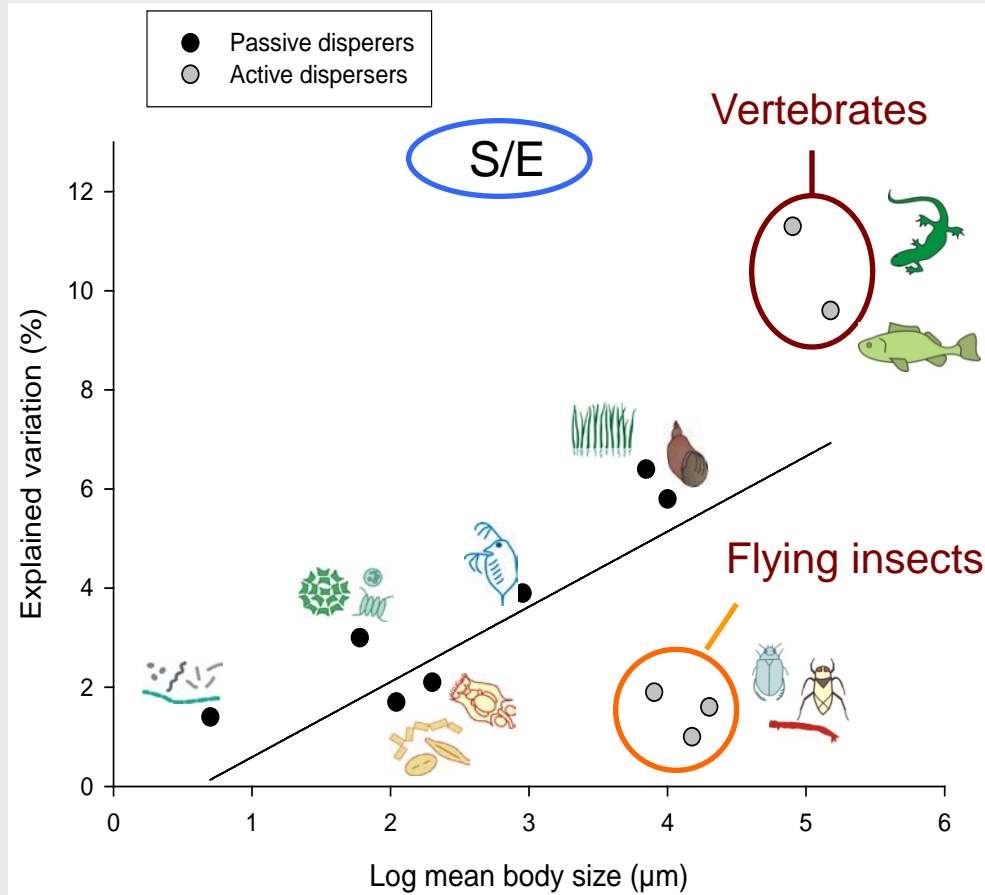 Passive disperers
Active dispersers
Vertebrates
S/E
12
10
8
6
4
2
0
Explained variation (%)
Flying insects
0 1 2 3 4 5 6
Log mean body size (µm)